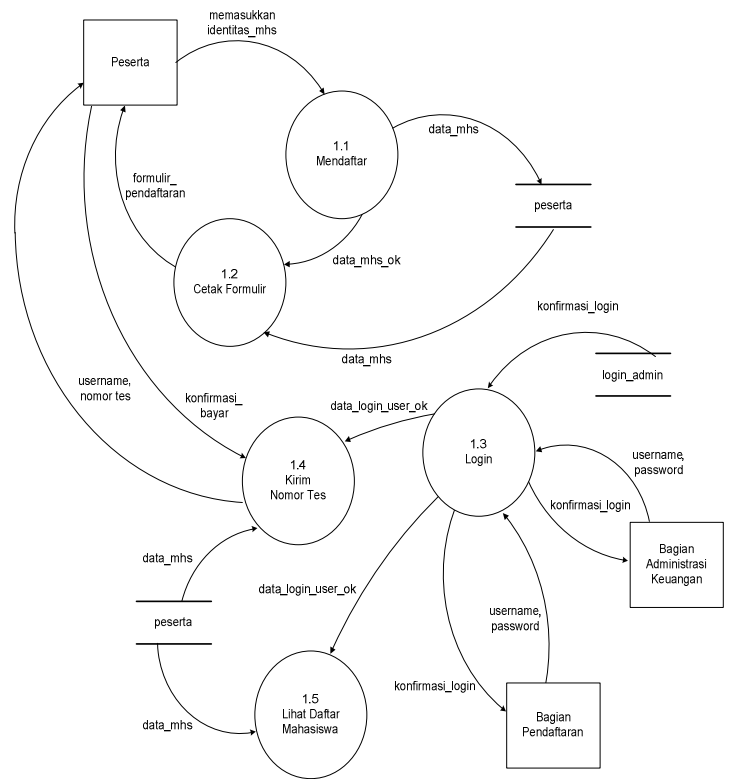 memasukkan
identitas_mhs
Peserta
1.1
Mendaftar
data_mhs
formulir_
pendaftaran
peserta
1.2
Cetak Formulir
data_mhs_ok
konfirmasi_login
data_mhs
login_admin
username,
nomor tes
konfirmasi_
bayar
data_login_user_ok
1.3
Login
username,
password
1.4
Kirim
Nomor Tes
konfirmasi_login
Bagian
Administrasi
Keuangan
data_mhs
data_login_user_ok
username,
password
peserta
konfirmasi_login
1.5
Lihat Daftar
Mahasiswa
data_mhs
Bagian
Pendaftaran